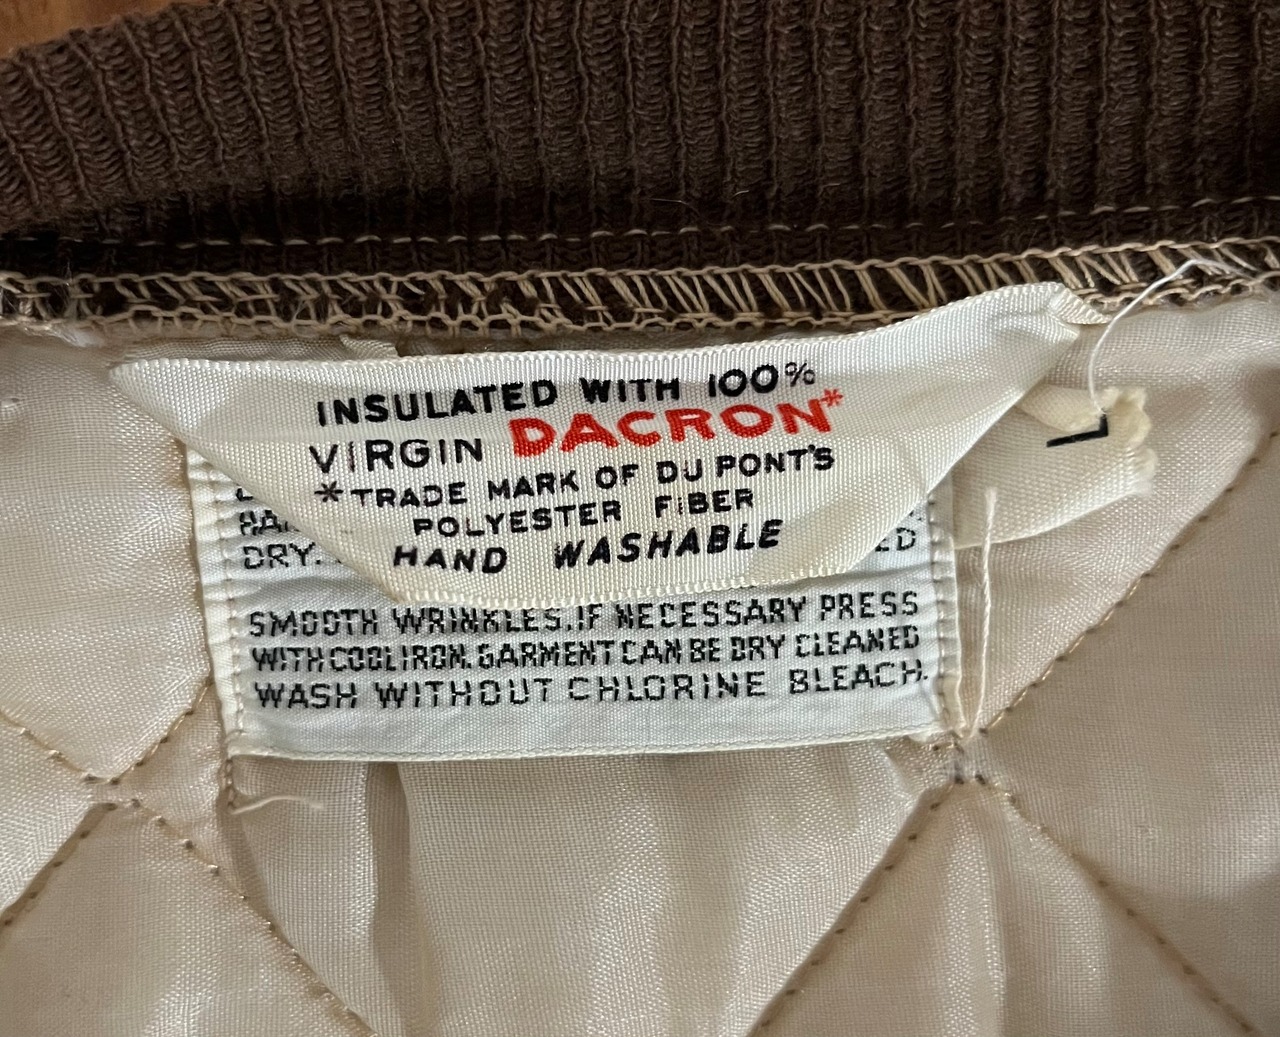 INSULATED WITH 100%
VIRGIN DACRON*
*TRADE MARK OF DU PONT'S
POLYESTER FIBER
HAND WASHABLE
L
DRY.
SMOOTH WRINKLES.IF NECESSARY PRESS
WITH COOL IRON. GARMENT CAN BE DRY CLEANED
WASH WITHOUT CHLORINE BLEACH.